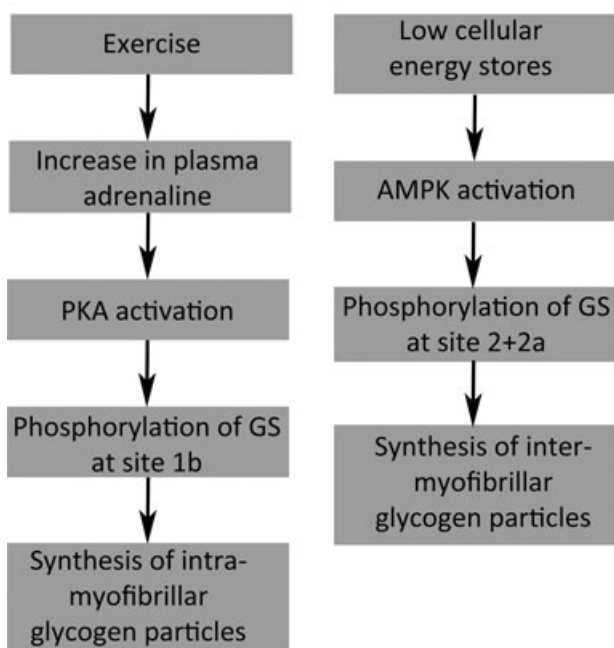 Exercise
Increase in plasma
adrenaline
PKA activation
Phosphorylation of GS
at site 1b
Synthesis of intra-
myofibrillar
glycogen particles
Low cellular
energy stores
AMPK activation
Phosphorylation of GS
at site 2+2a
Synthesis of inter-
myofibrillar
glycogen particles